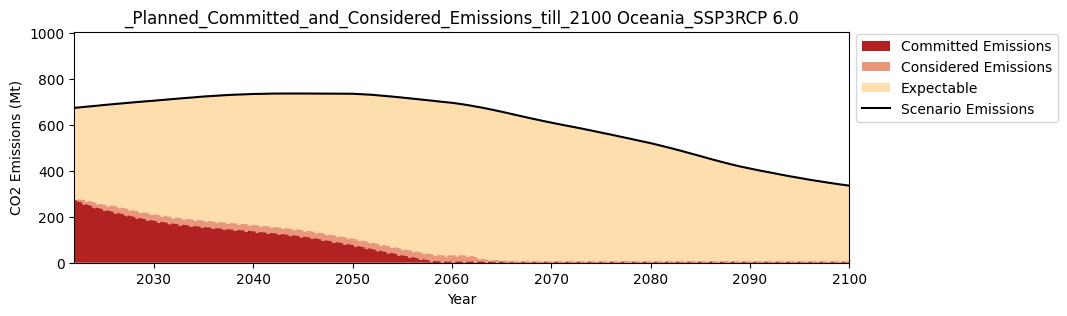 _Planned_Committed_and_Considered_Emissions_till_2100 Oceania_SSP3RCP 6.0
1000
800
600
400
200
0
CO2 Emissions (Mt)
2030 2040 2050 2060 2070 2080 2090 2100
Year
Committed Emissions
Considered Emissions
Expectable
Scenario Emissions